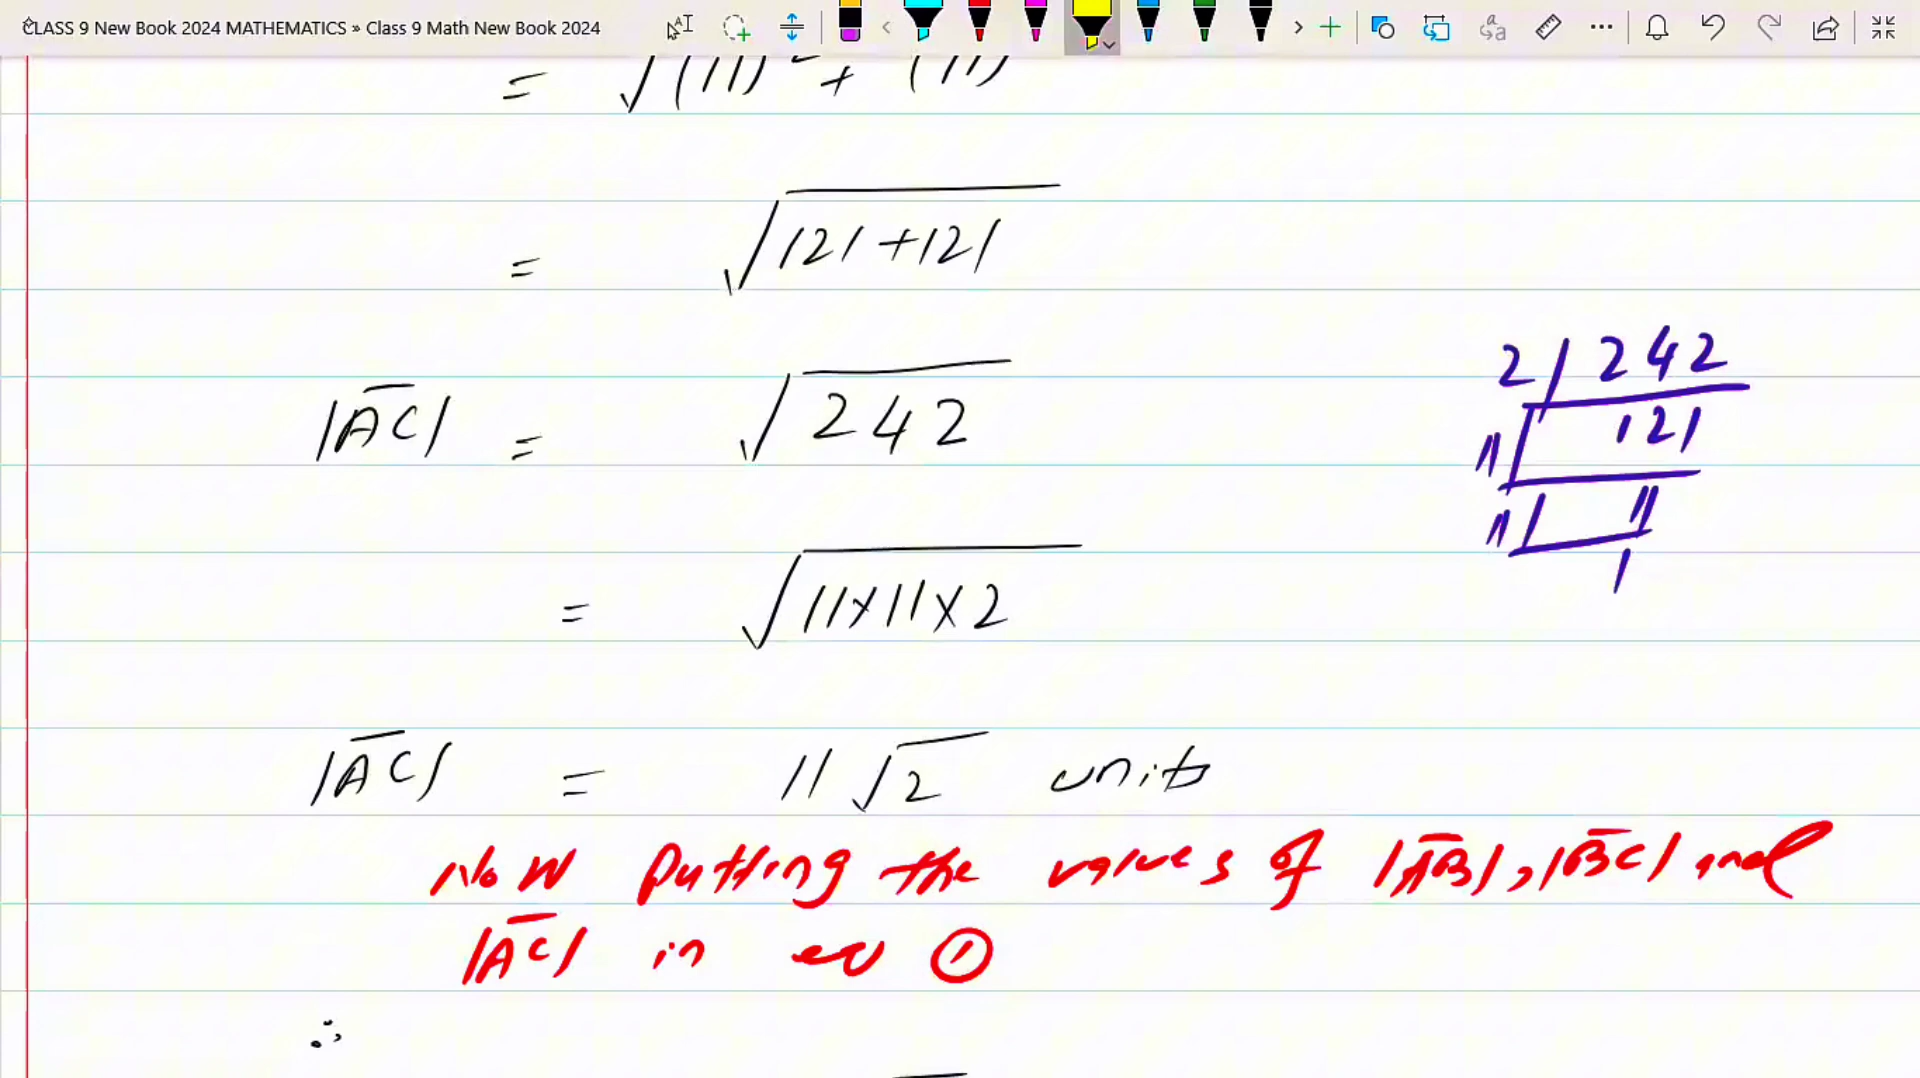 CLASS 9 New Book 2024 MATHEMATICS » Class 9 Math New Book 2024
= √(11)² + (11)
= √121+121
|AC| = √242
2 | 242
11 | 121
11 | 11
1
= √11×11×2
|AC| = 11√2 units
Now Putting the values of |AB|, |BC| and
|AC| in eq ①
∴